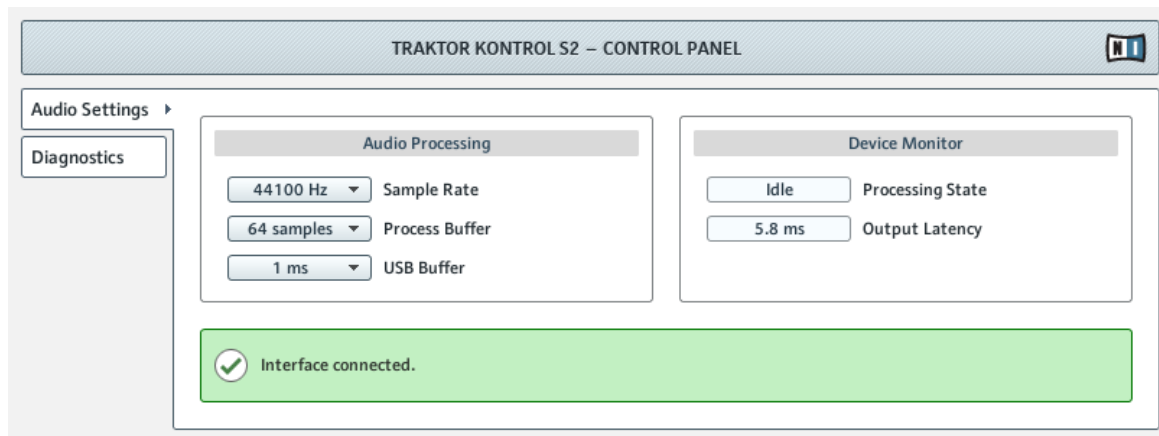 TRAKTOR KONTROL S2 – CONTROL PANEL
NI
Audio Settings
Diagnostics
Audio Processing
44100 Hz Sample Rate
64 samples Process Buffer
1 ms USB Buffer
Device Monitor
Idle Processing State
5.8 ms Output Latency
Interface connected.